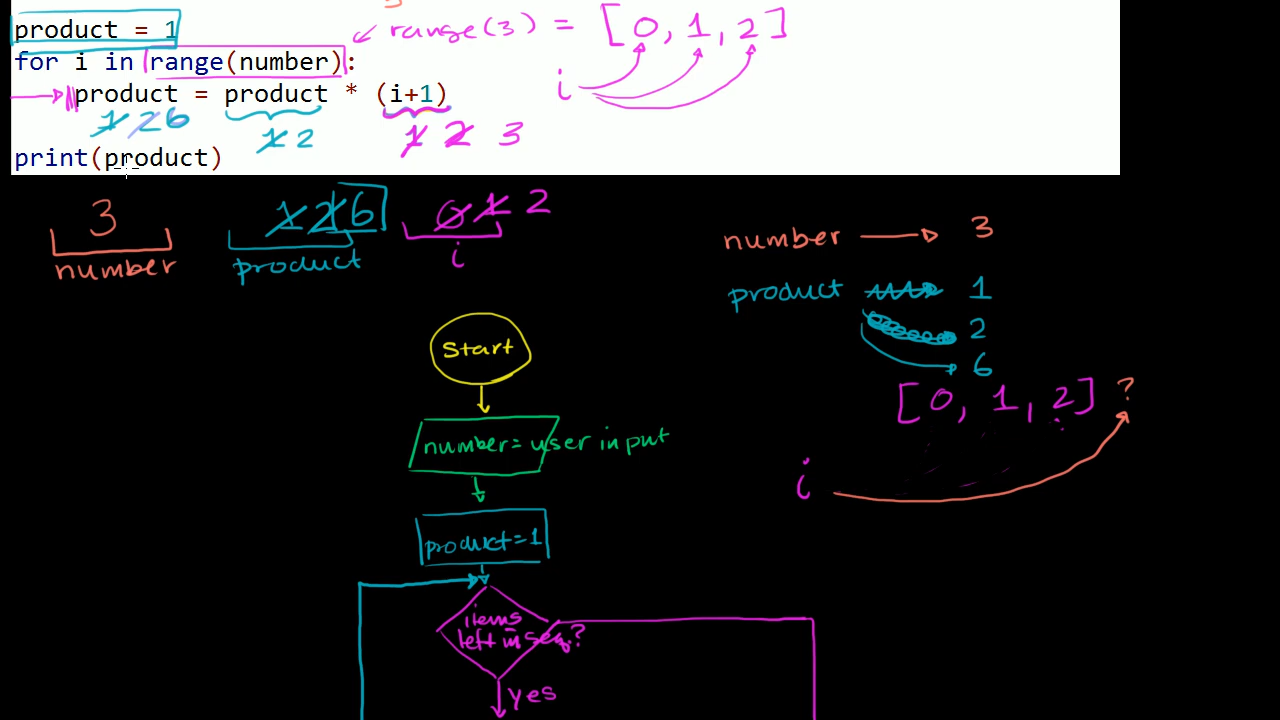 product = 1
range(3) = [0, 1, 2]
for i in range(number):
i
product = product * (i+1)
1 2 6
1 2
1 2 3
print(product)
3
1 2 6
0 1 2
number
product
i
number 3
product 1
2
6
[0, 1, 2] ?
i
Start
number = user input
product = 1
items
left in seq?
yes